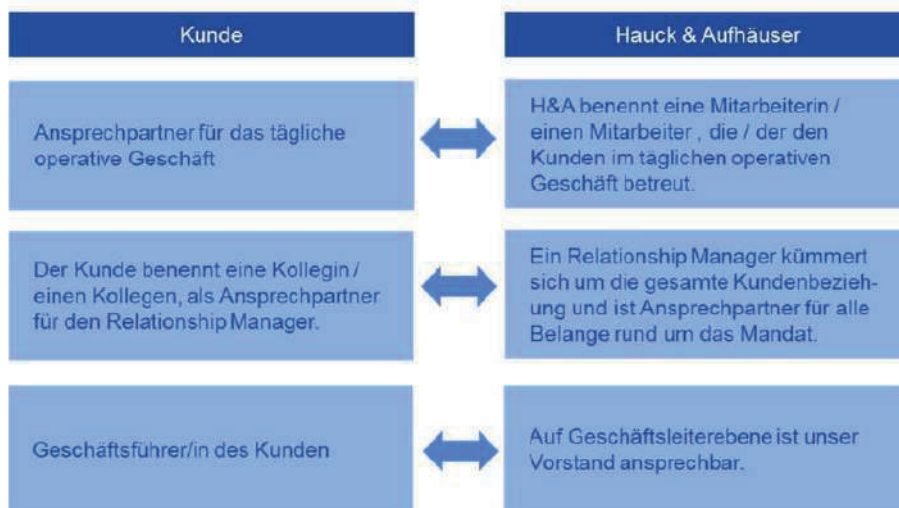 Kunde
Hauck & Aufhäuser
Ansprechpartner für das tägliche
operative Geschäft
H&A benennt eine Mitarbeiterin /
einen Mitarbeiter , die / der den
Kunden im täglichen operativen
Geschäft betreut.
Der Kunde benennt eine Kollegin /
einen Kollegen, als Ansprechpartner
für den Relationship Manager.
Ein Relationship Manager kümmert
sich um die gesamte Kundenbezieh-
ung und ist Ansprechpartner für alle
Belange rund um das Mandat.
Geschäftsführer/in des Kunden
Auf Geschäftsleiterebene ist unser
Vorstand ansprechbar.